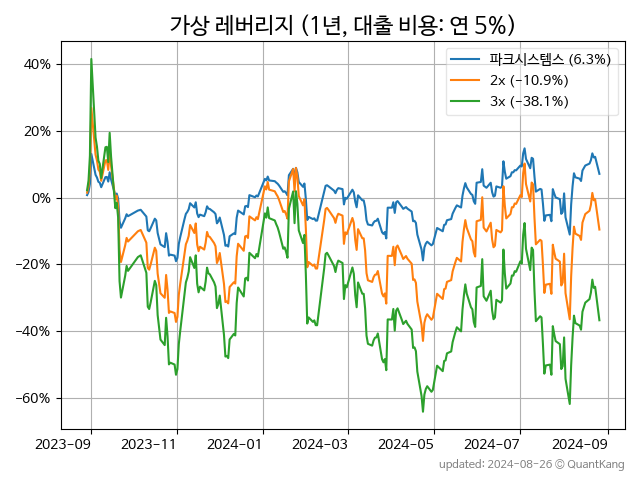 가상 레버리지 (1년, 대출 비용: 연 5%)
파크시스템스 (6.3%)
2x (−10.9%)
3x (−38.1%)
40%
20%
0%
−20%
−40%
−60%
2023-09 2023-11 2024-01 2024-03 2024-05 2024-07 2024-09
updated: 2024-08-26 © QuantKang